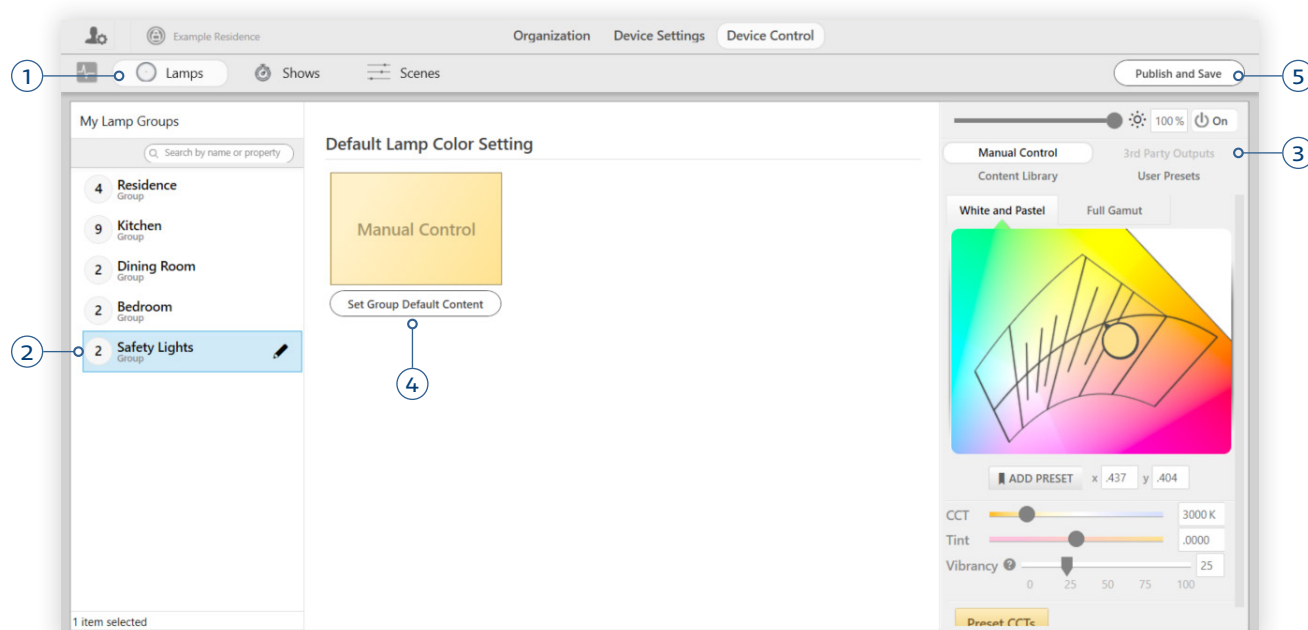 Example Residence
Organization Device Settings Device Control
1 Lamps Shows Scenes Publish and Save 5
My Lamp Groups
Search by name or property
4 Residence
Group
9 Kitchen
Group
2 Dining Room
Group
2 Bedroom
Group
2 2 Safety Lights
Group
1 item selected
Default Lamp Color Setting
Manual Control
Set Group Default Content
4
100 % On
Manual Control 3rd Party Outputs 3
Content Library User Presets
White and Pastel Full Gamut
ADD PRESET x .437 y .404
CCT 3000 K
Tint .0000
Vibrancy ? 25
0 25 50 75 100
Preset CCTs